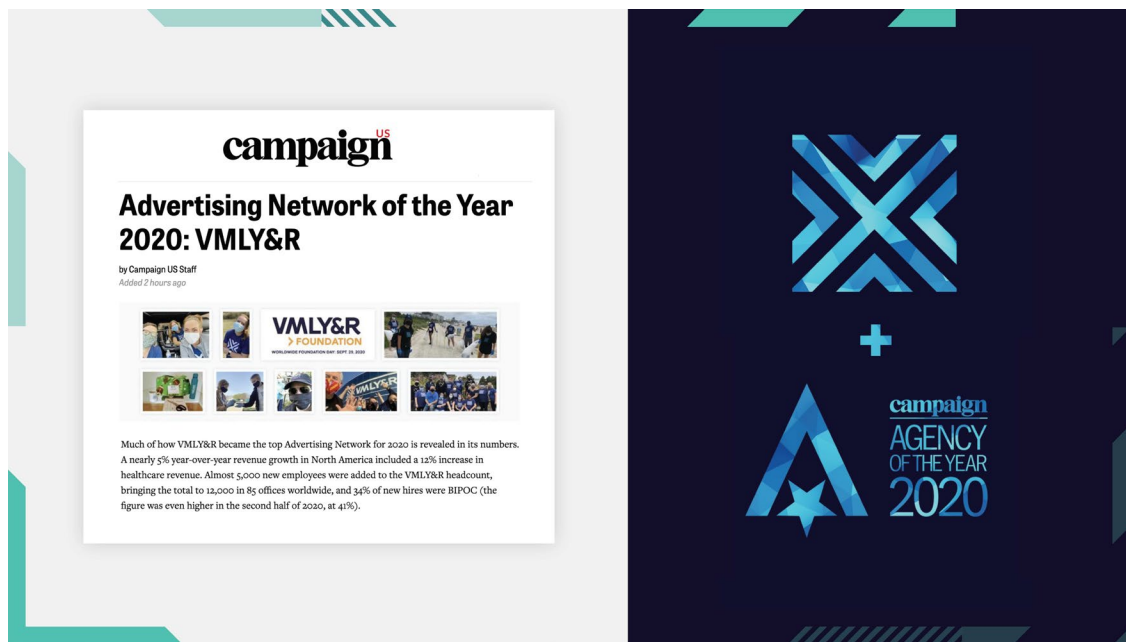 campaign US
Advertising Network of the Year
2020: VMLY&R
by Campaign US Staff
Added 2 hours ago
VMLY&R
> FOUNDATION
WORLDWIDE FOUNDATION DAY: SEPT. 23, 2020
VMLY&R
Much of how VMLY&R became the top Advertising Network for 2020 is revealed in its numbers.
A nearly 5% year-over-year revenue growth in North America included a 12% increase in
healthcare revenue. Almost 5,000 new employees were added to the VMLY&R headcount,
bringing the total to 12,000 in 85 offices worldwide, and 34% of new hires were BIPOC (the
figure was even higher in the second half of 2020, at 41%).
+
campaign
AGENCY
OF THE YEAR
2020